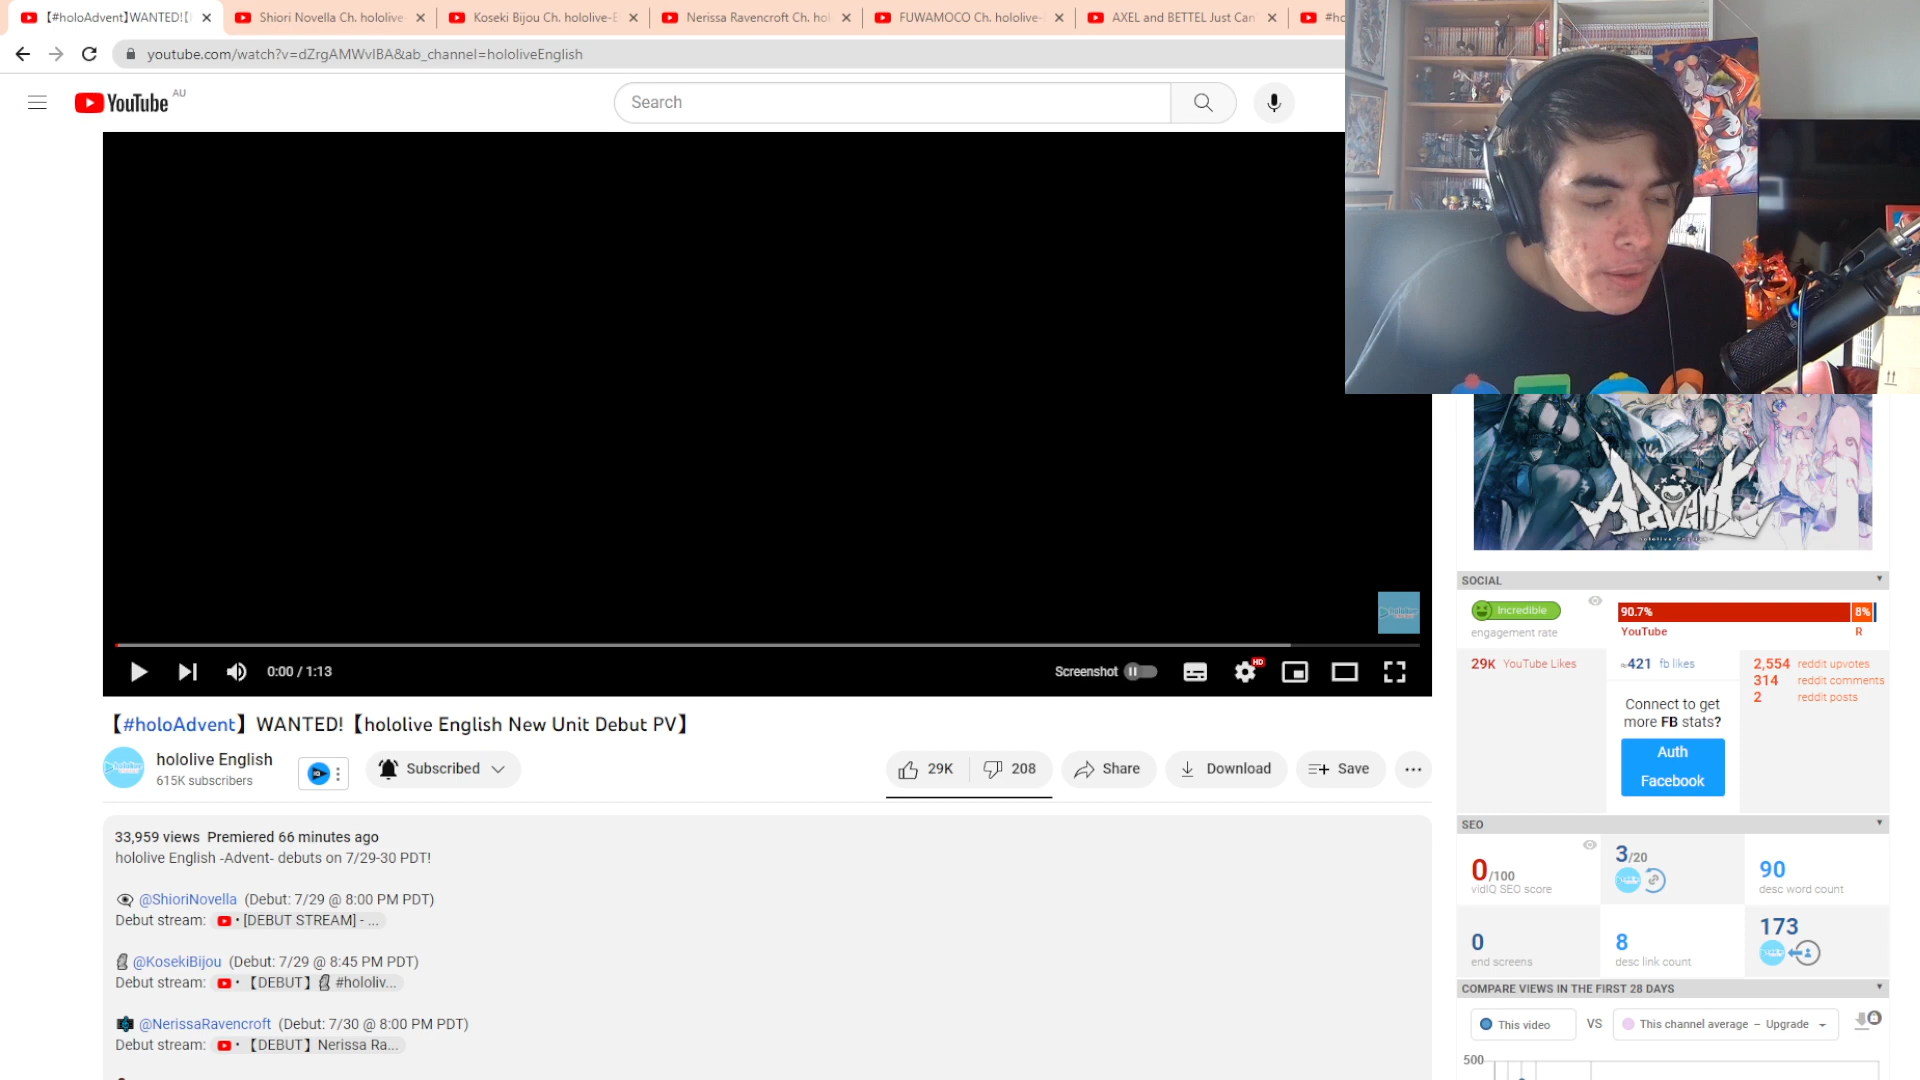 【#holoAdvent】WANTED!【
Shiori Novella Ch. hololive-
Koseki Bijou Ch. hololive-E
Nerissa Ravencroft Ch. hol
FUWAMOCO Ch. hololive-
AXEL and BETTEL Just Can
#ho
youtube.com/watch?v=dZrgAMWvlBA&ab_channel=hololiveEnglish
YouTube AU
Search
0:00 / 1:13
Screenshot
HD
【#holoAdvent】WANTED!【hololive English New Unit Debut PV】
hololive English
615K subscribers
Subscribed
29K
208
Share
Download
Save
33,959 views Premiered 66 minutes ago
hololive English -Advent- debuts on 7/29-30 PDT!
@ShioriNovella (Debut: 7/29 @ 8:00 PM PDT)
Debut stream: • [DEBUT STREAM] - ...
@KosekiBijou (Debut: 7/29 @ 8:45 PM PDT)
Debut stream: • 【DEBUT】🗿 #hololiv...
@NerissaRavencroft (Debut: 7/30 @ 8:00 PM PDT)
Debut stream: • 【DEBUT】Nerissa Ra...
Advent
hololive English
SOCIAL
Incredible
engagement rate
90.7%
8%
YouTube
R
29K YouTube Likes
≈421 fb likes
2,554 reddit upvotes
314 reddit comments
2 reddit posts
Connect to get
more FB stats?
Auth
Facebook
SEO
0/100
vidIQ SEO score
3/20
90
desc word count
0
end screens
8
desc link count
173
COMPARE VIEWS IN THE FIRST 28 DAYS
This video
VS
This channel average – Upgrade
500